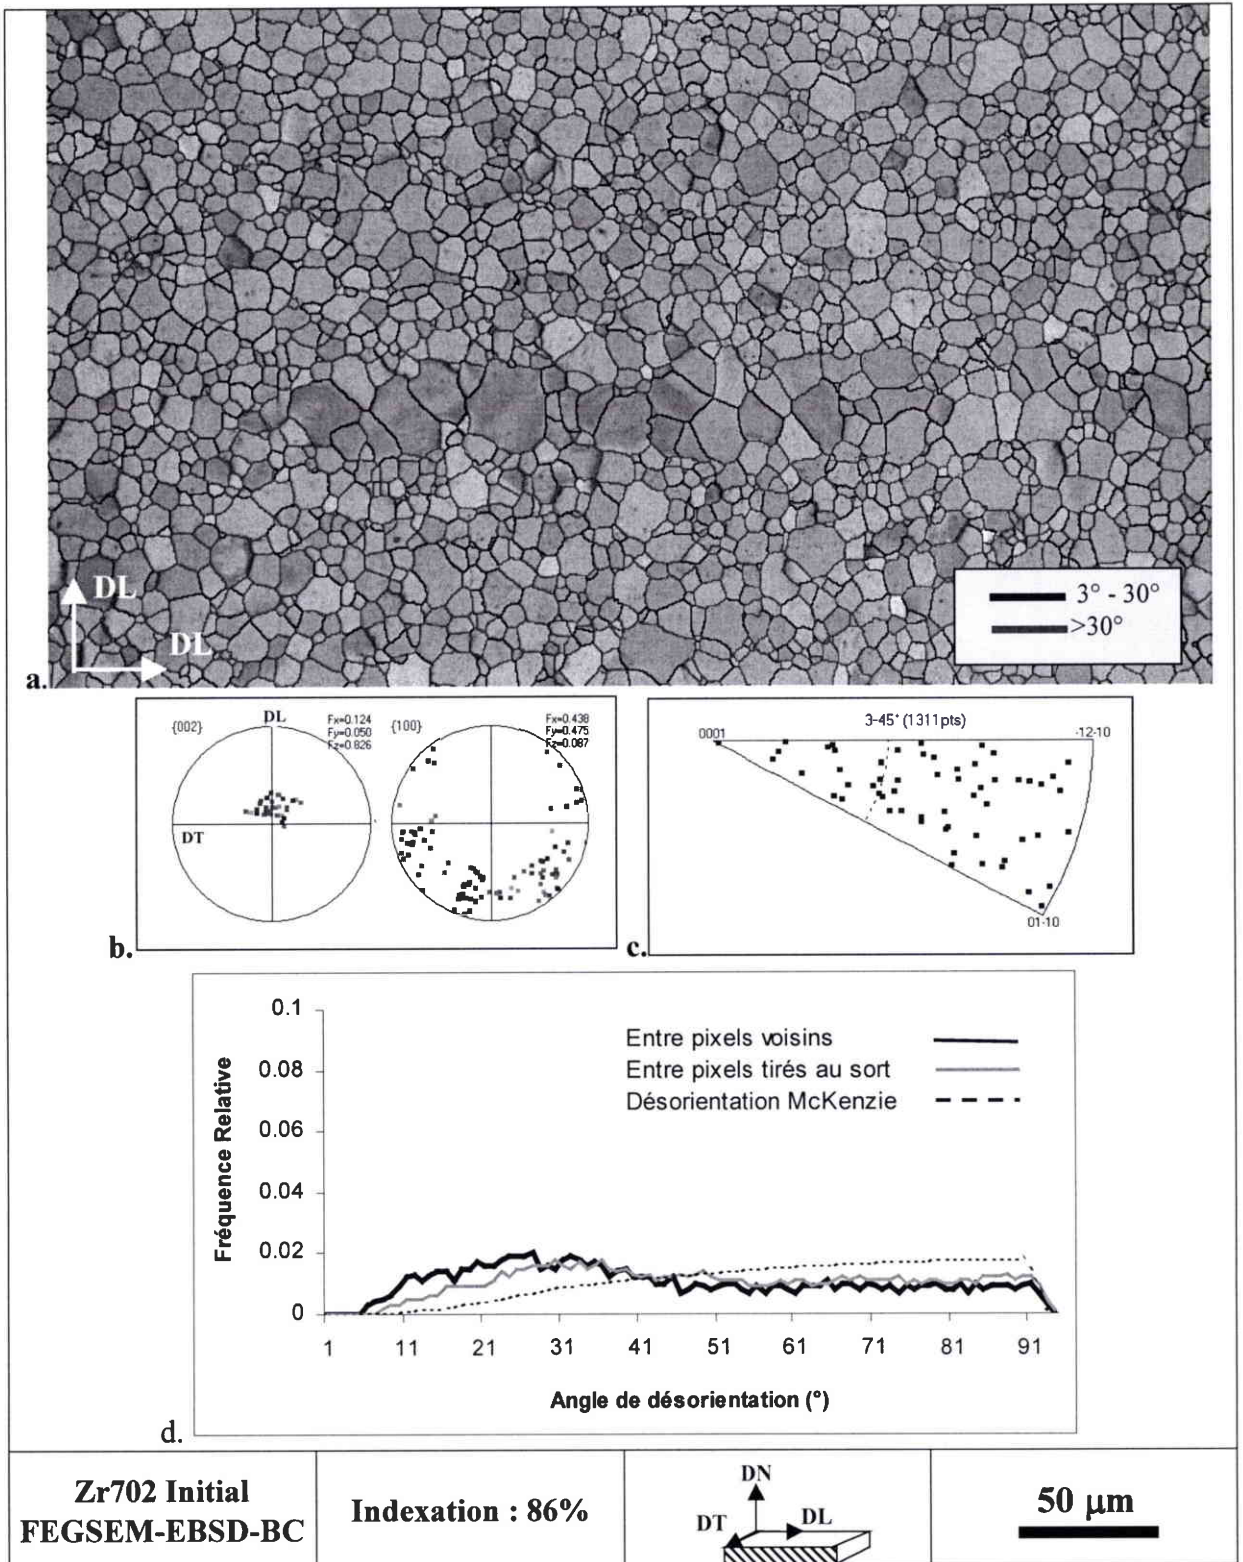 DL
DL
3° - 30°
>30°
a.
{002}
DL
Fx=0.124
Fy=0.050
Fz=0.826
DT
{100}
Fx=0.438
Fy=0.475
Fz=0.087
b.
3-45° (1311pts)
0001
-12-10
01-10
c.
0.1
0.08
0.06
0.04
0.02
0
Fréquence Relative
Entre pixels voisins
Entre pixels tirés au sort
Désorientation McKenzie
1 11 21 31 41 51 61 71 81 91
Angle de désorientation (°)
d.
Zr702 Initial
FEGSEM-EBSD-BC
Indexation : 86%
DN
DT
DL
50 µm